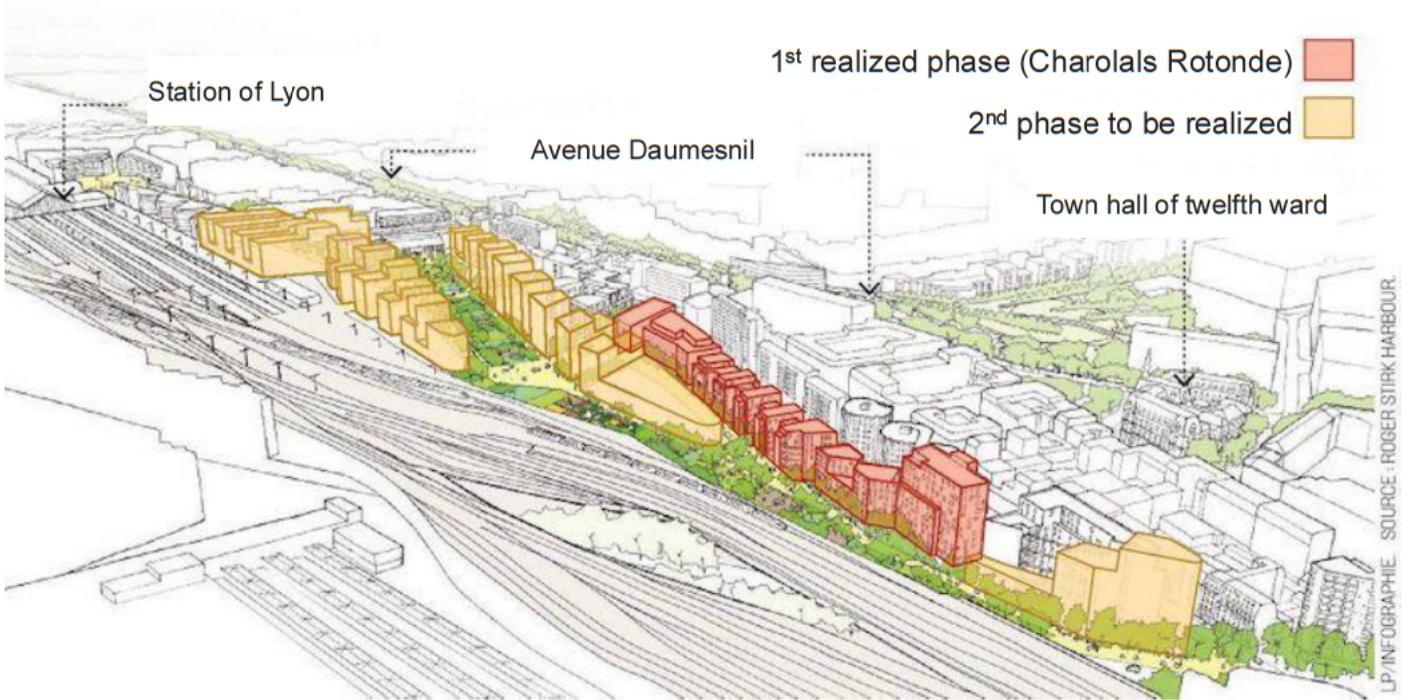 1st realized phase (Charolals Rotonde)
2nd phase to be realized
Station of Lyon
Avenue Daumesnil
Town hall of twelfth ward
LP/INFOGRAPHIE. SOURCE : ROGER STIRK HARBOUR.